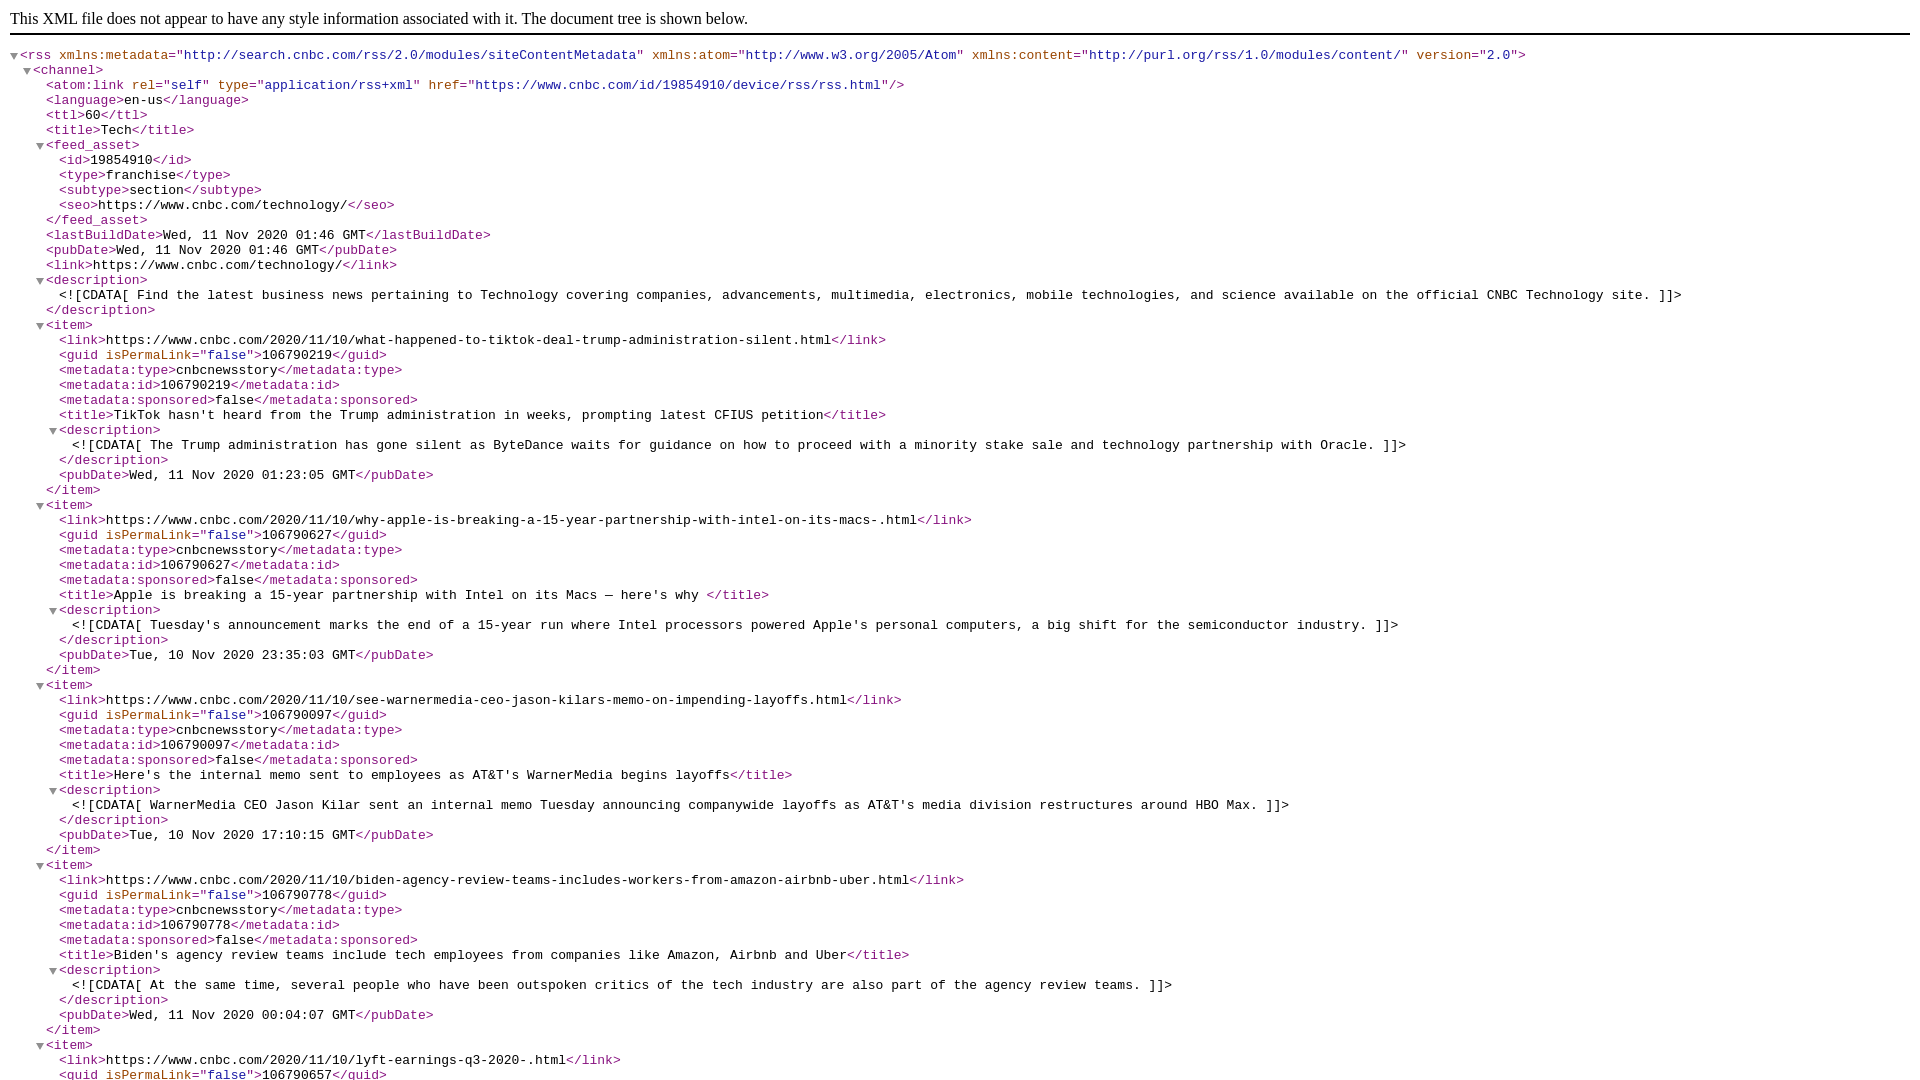 This XML file does not appear to have any style information associated with it. The document tree is shown below.
<rss xmlns:metadata="http://search.cnbc.com/rss/2.0/modules/siteContentMetadata" xmlns:atom="http://www.w3.org/2005/Atom" xmlns:content="http://purl.org/rss/1.0/modules/content/" version="2.0">
<channel>
<atom:link rel="self" type="application/rss+xml" href="https://www.cnbc.com/id/19854910/device/rss/rss.html"/>
<language>en-us</language>
<ttl>60</ttl>
<title>Tech</title>
<feed_asset>
<id>19854910</id>
<type>franchise</type>
<subtype>section</subtype>
<seo>https://www.cnbc.com/technology/</seo>
</feed_asset>
<lastBuildDate>Wed, 11 Nov 2020 01:46 GMT</lastBuildDate>
<pubDate>Wed, 11 Nov 2020 01:46 GMT</pubDate>
<link>https://www.cnbc.com/technology/</link>
<description>
<![CDATA[ Find the latest business news pertaining to Technology covering companies, advancements, multimedia, electronics, mobile technologies, and science available on the official CNBC Technology site. ]]>
</description>
<item>
<link>https://www.cnbc.com/2020/11/10/what-happened-to-tiktok-deal-trump-administration-silent.html</link>
<guid isPermaLink="false">106790219</guid>
<metadata:type>cnbcnewsstory</metadata:type>
<metadata:id>106790219</metadata:id>
<metadata:sponsored>false</metadata:sponsored>
<title>TikTok hasn't heard from the Trump administration in weeks, prompting latest CFIUS petition</title>
<description>
<![CDATA[ The Trump administration has gone silent as ByteDance waits for guidance on how to proceed with a minority stake sale and technology partnership with Oracle. ]]>
</description>
<pubDate>Wed, 11 Nov 2020 01:23:05 GMT</pubDate>
</item>
<item>
<link>https://www.cnbc.com/2020/11/10/why-apple-is-breaking-a-15-year-partnership-with-intel-on-its-macs-.html</link>
<guid isPermaLink="false">106790627</guid>
<metadata:type>cnbcnewsstory</metadata:type>
<metadata:id>106790627</metadata:id>
<metadata:sponsored>false</metadata:sponsored>
<title>Apple is breaking a 15-year partnership with Intel on its Macs — here's why </title>
<description>
<![CDATA[ Tuesday's announcement marks the end of a 15-year run where Intel processors powered Apple's personal computers, a big shift for the semiconductor industry. ]]>
</description>
<pubDate>Tue, 10 Nov 2020 23:35:03 GMT</pubDate>
</item>
<item>
<link>https://www.cnbc.com/2020/11/10/see-warnermedia-ceo-jason-kilars-memo-on-impending-layoffs.html</link>
<guid isPermaLink="false">106790097</guid>
<metadata:type>cnbcnewsstory</metadata:type>
<metadata:id>106790097</metadata:id>
<metadata:sponsored>false</metadata:sponsored>
<title>Here's the internal memo sent to employees as AT&T's WarnerMedia begins layoffs</title>
<description>
<![CDATA[ WarnerMedia CEO Jason Kilar sent an internal memo Tuesday announcing companywide layoffs as AT&T's media division restructures around HBO Max. ]]>
</description>
<pubDate>Tue, 10 Nov 2020 17:10:15 GMT</pubDate>
</item>
<item>
<link>https://www.cnbc.com/2020/11/10/biden-agency-review-teams-includes-workers-from-amazon-airbnb-uber.html</link>
<guid isPermaLink="false">106790778</guid>
<metadata:type>cnbcnewsstory</metadata:type>
<metadata:id>106790778</metadata:id>
<metadata:sponsored>false</metadata:sponsored>
<title>Biden's agency review teams include tech employees from companies like Amazon, Airbnb and Uber</title>
<description>
<![CDATA[ At the same time, several people who have been outspoken critics of the tech industry are also part of the agency review teams. ]]>
</description>
<pubDate>Wed, 11 Nov 2020 00:04:07 GMT</pubDate>
</item>
<item>
<link>https://www.cnbc.com/2020/11/10/lyft-earnings-q3-2020-.html</link>
<guid isPermaLink="false">106790657</guid>